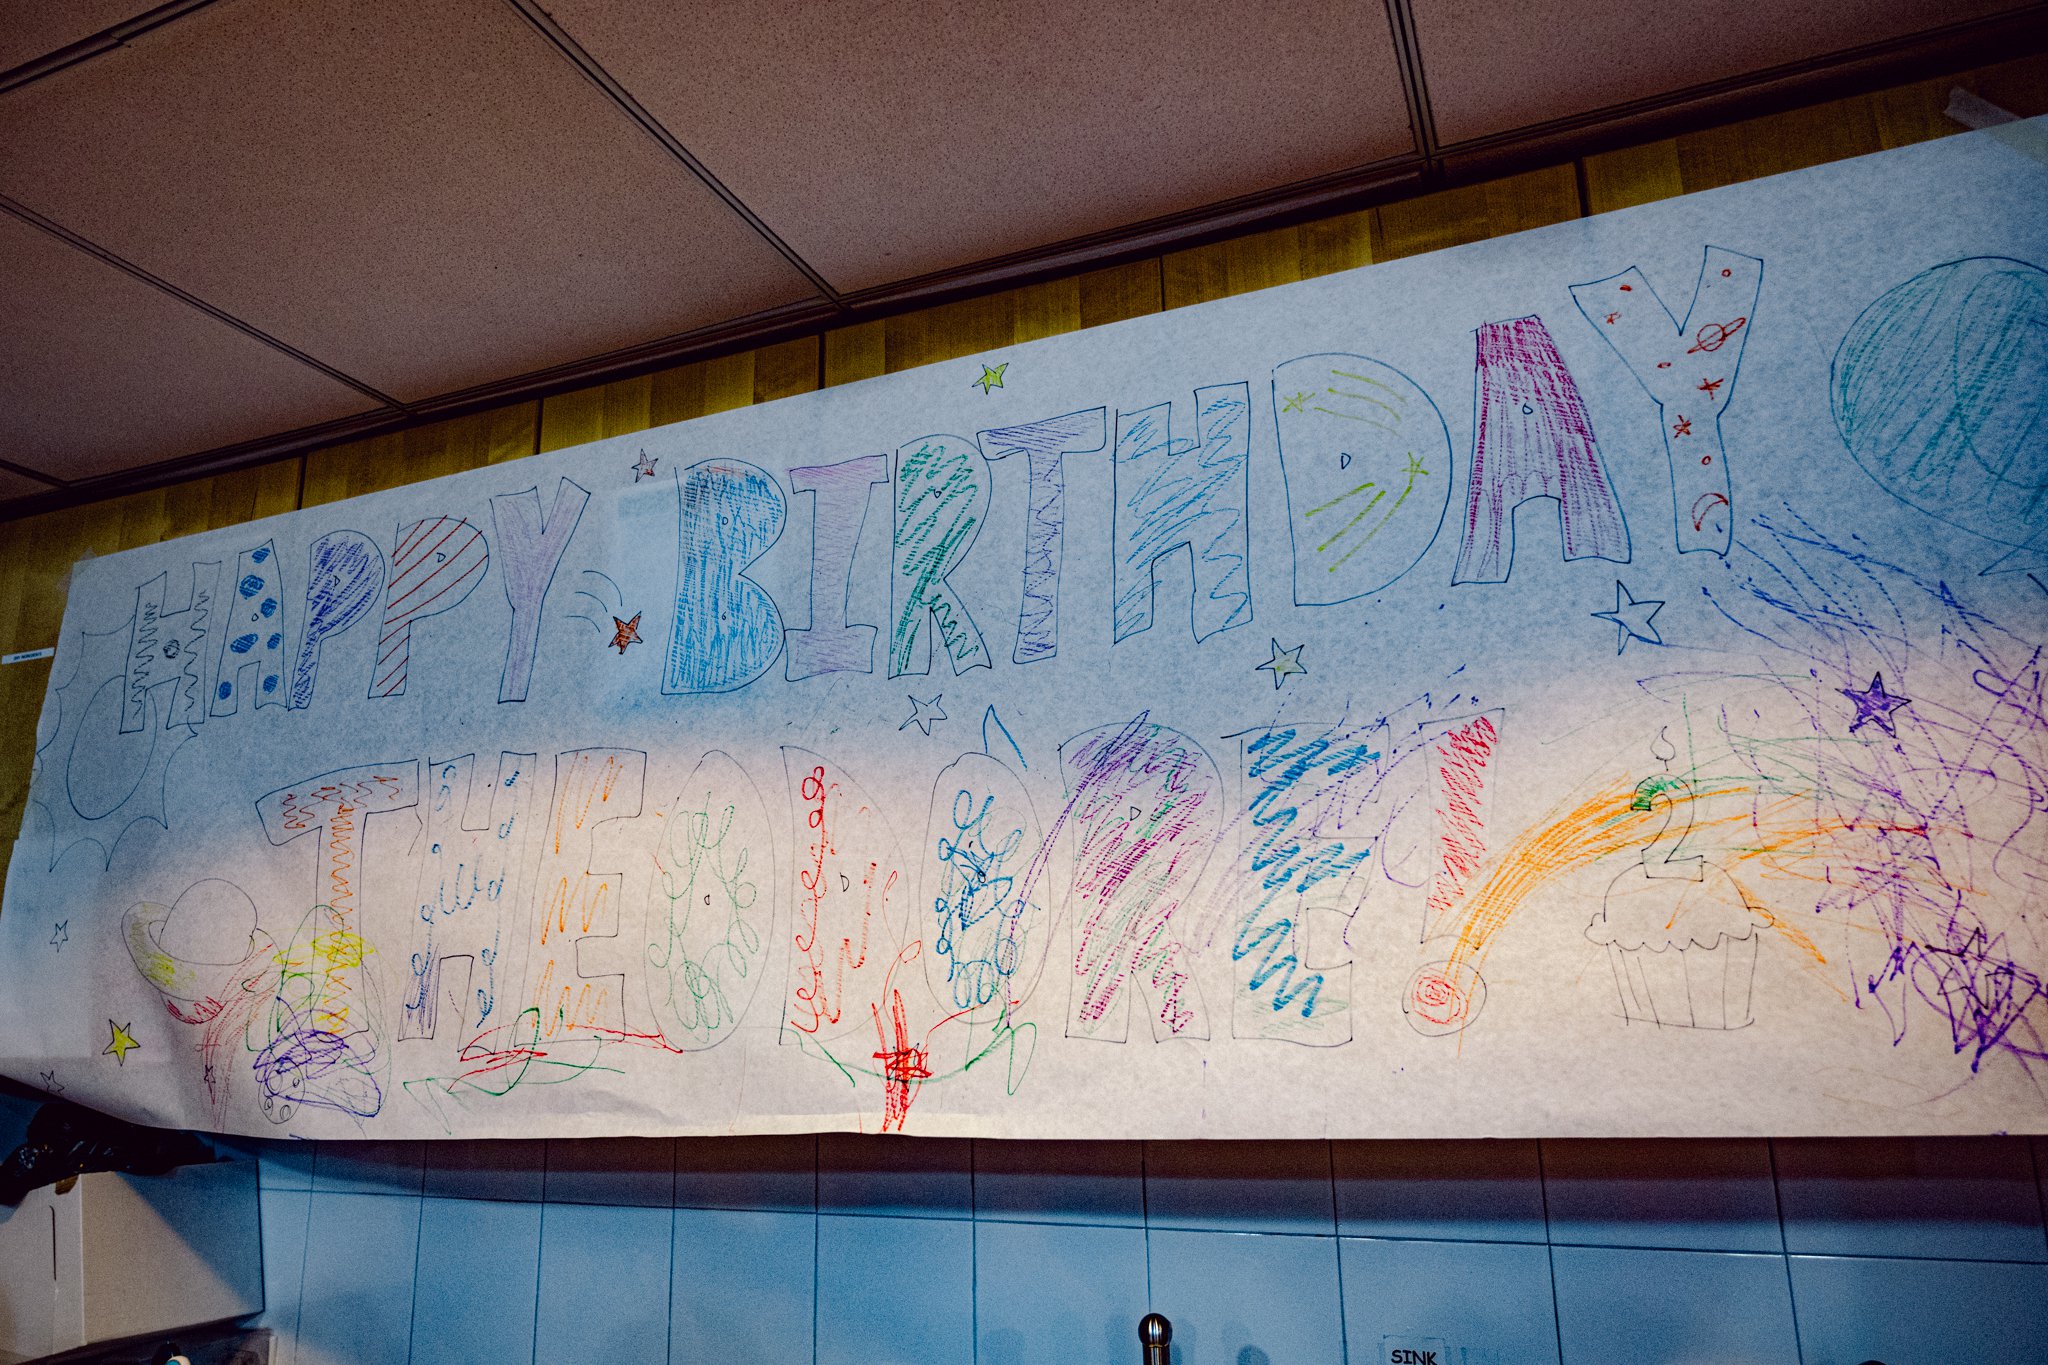 HAPPY BIRTHDAY
THEODORE!
2
SINK